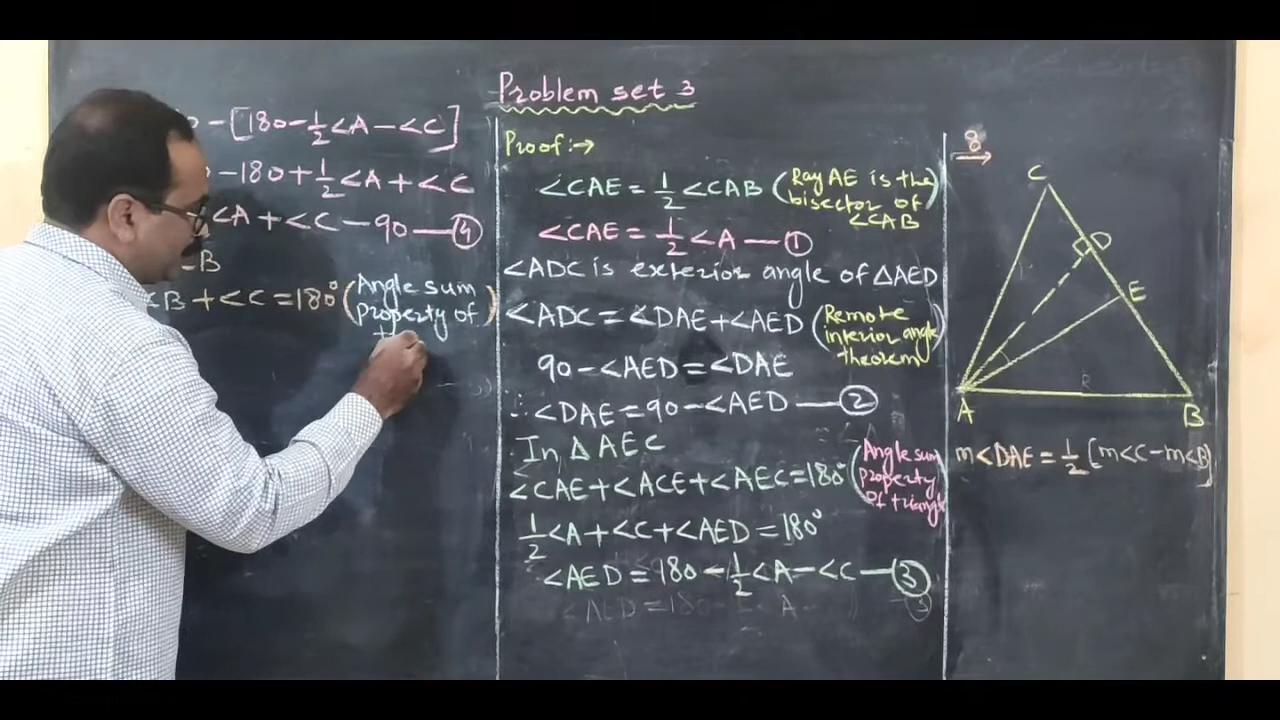 Problem set 3
-[180-½∠A-∠C]
-180+½∠A+∠C
∠A+∠C-90—④
-B
∠B+∠C=180° (Angle sum
property of
Proof:→
∠CAE=½∠CAB (Ray AE is the
bisector of
∠CAB)
∠CAE=½∠A—①
∠ADC is exterior angle of △AED
∠ADC=∠DAE+∠AED (Remote
interior angle
theorem)
90-∠AED=∠DAE
∴∠DAE=90-∠AED—②
In △AEC
∠CAE+∠ACE+∠AEC=180° (Angle sum
property
of triangle
½∠A+∠C+∠AED=180°
∠AED=180-½∠A-∠C—③
8
C
D
E
A
B
m∠DAE=½[m∠C-m∠B]